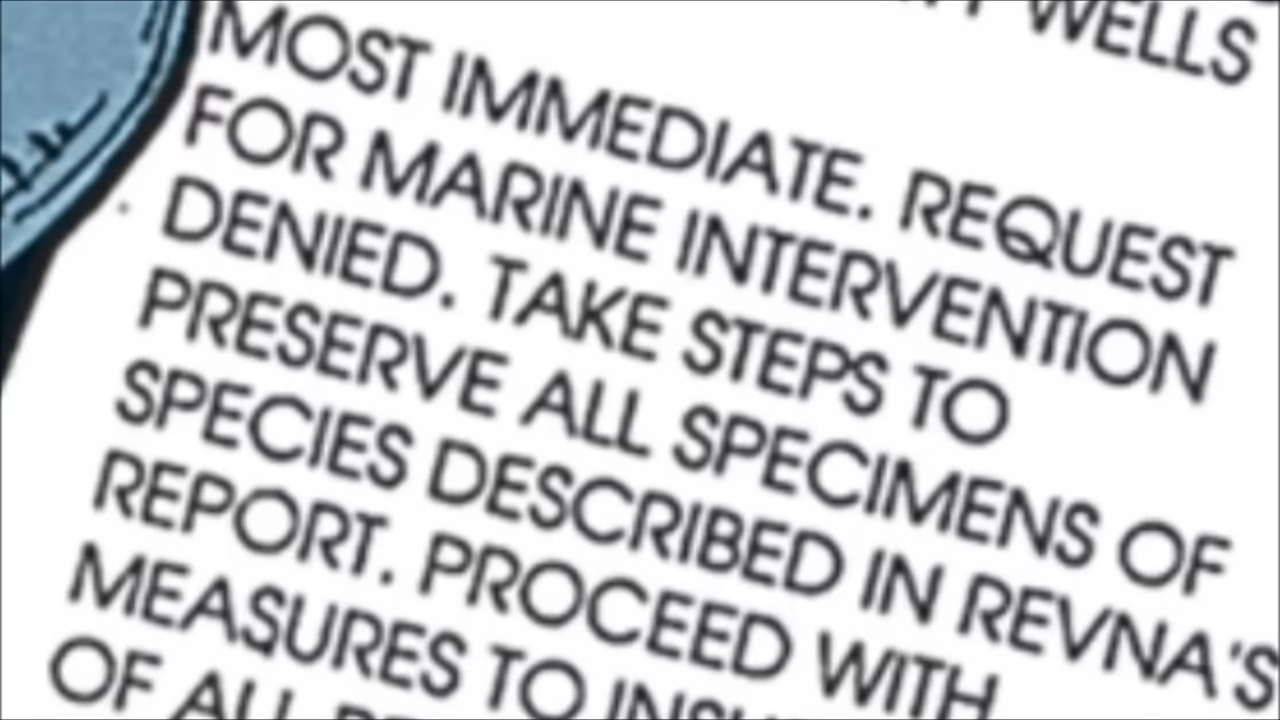 WELLS
MOST IMMEDIATE. REQUEST
FOR MARINE INTERVENTION
DENIED. TAKE STEPS TO
PRESERVE ALL SPECIMENS OF
SPECIES DESCRIBED IN REVNA'S
REPORT. PROCEED WITH
MEASURES TO
OF ALL